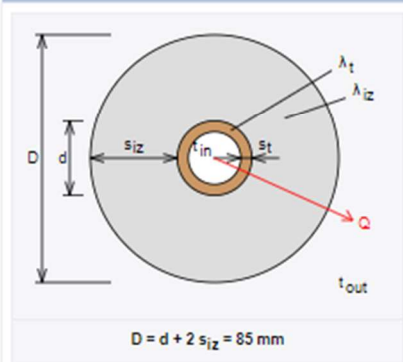 λt
λiz
D
d
siz
tin
st
Q
tout
D = d + 2 siz = 85 mm